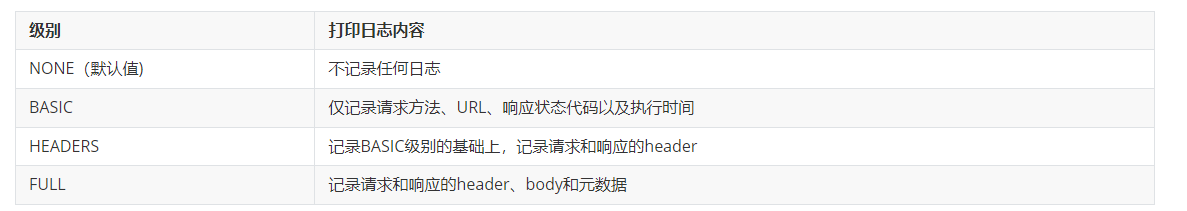 级别 打印日志内容
NONE（默认值) 不记录任何日志
BASIC 仅记录请求方法、URL、响应状态代码以及执行时间
HEADERS 记录BASIC级别的基础上，记录请求和响应的header
FULL 记录请求和响应的header、body和元数据